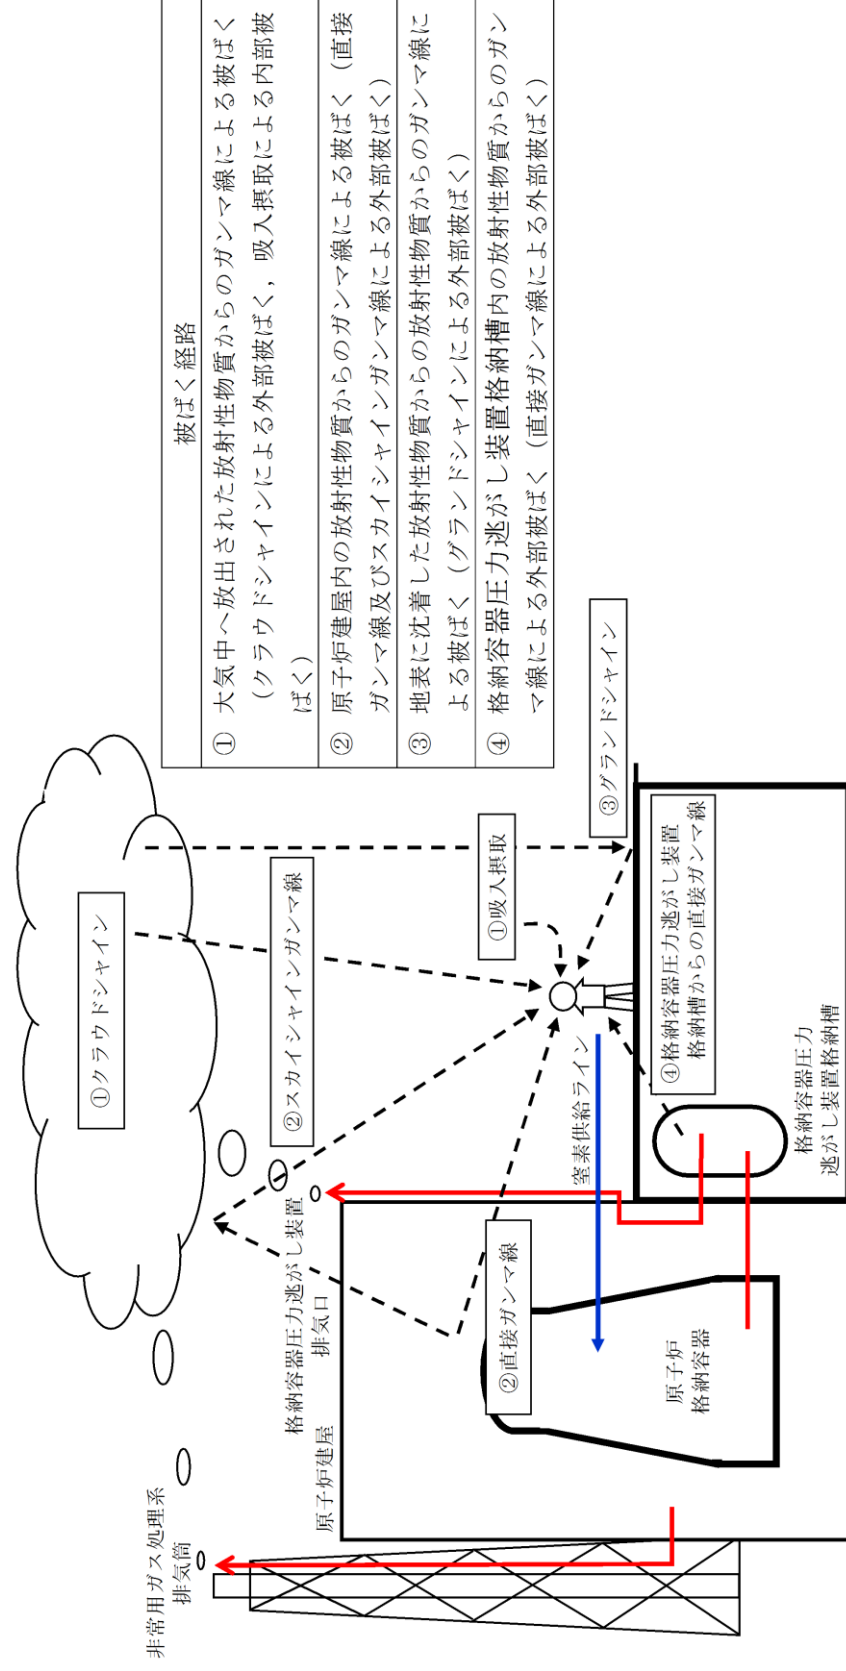 非常用ガス処理系
排気筒
原子炉建屋
格納容器圧力逃がし装置
排気口
①クラウドシャイン
②スカイシャインガンマ線
①吸入摂取
③グランドシャイン
②直接ガンマ線
窒素供給ライン
④格納容器圧力逃がし装置
格納槽からの直接ガンマ線
原子炉
格納容器
格納容器圧力
逃がし装置格納槽
被ばく経路
① 大気中へ放出された放射性物質からのガンマ線による被ばく
（クラウドシャインによる外部被ばく，吸入摂取による内部被
ばく）
② 原子炉建屋内の放射性物質からのガンマ線による被ばく（直接
ガンマ線及びスカイシャインガンマ線による外部被ばく）
③ 地表に沈着した放射性物質からの放射性物質からのガンマ線に
よる被ばく（グランドシャインによる外部被ばく）
④ 格納容器圧力逃がし装置格納槽内の放射性物質からのガン
マ線による外部被ばく（直接ガンマ線による外部被ばく）